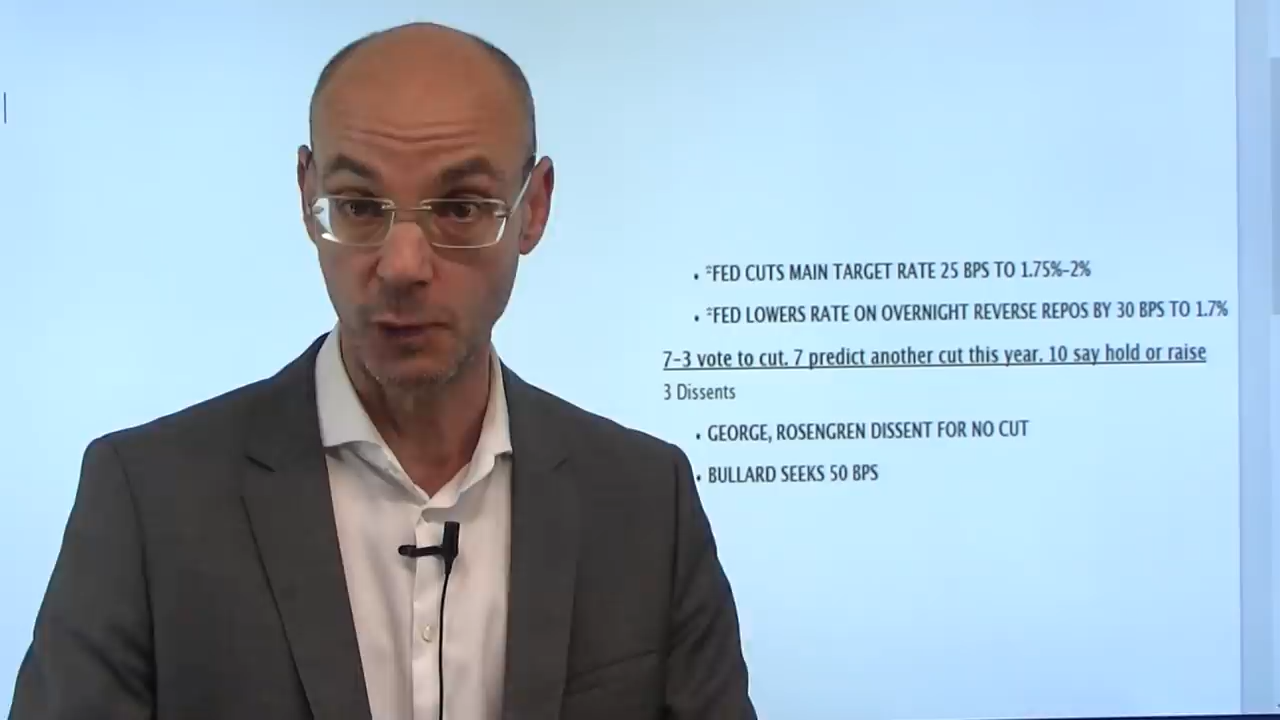 • *FED CUTS MAIN TARGET RATE 25 BPS TO 1.75%-2%
• *FED LOWERS RATE ON OVERNIGHT REVERSE REPOS BY 30 BPS TO 1.7%
7-3 vote to cut. 7 predict another cut this year. 10 say hold or raise
3 Dissents
• GEORGE, ROSENGREN DISSENT FOR NO CUT
• BULLARD SEEKS 50 BPS